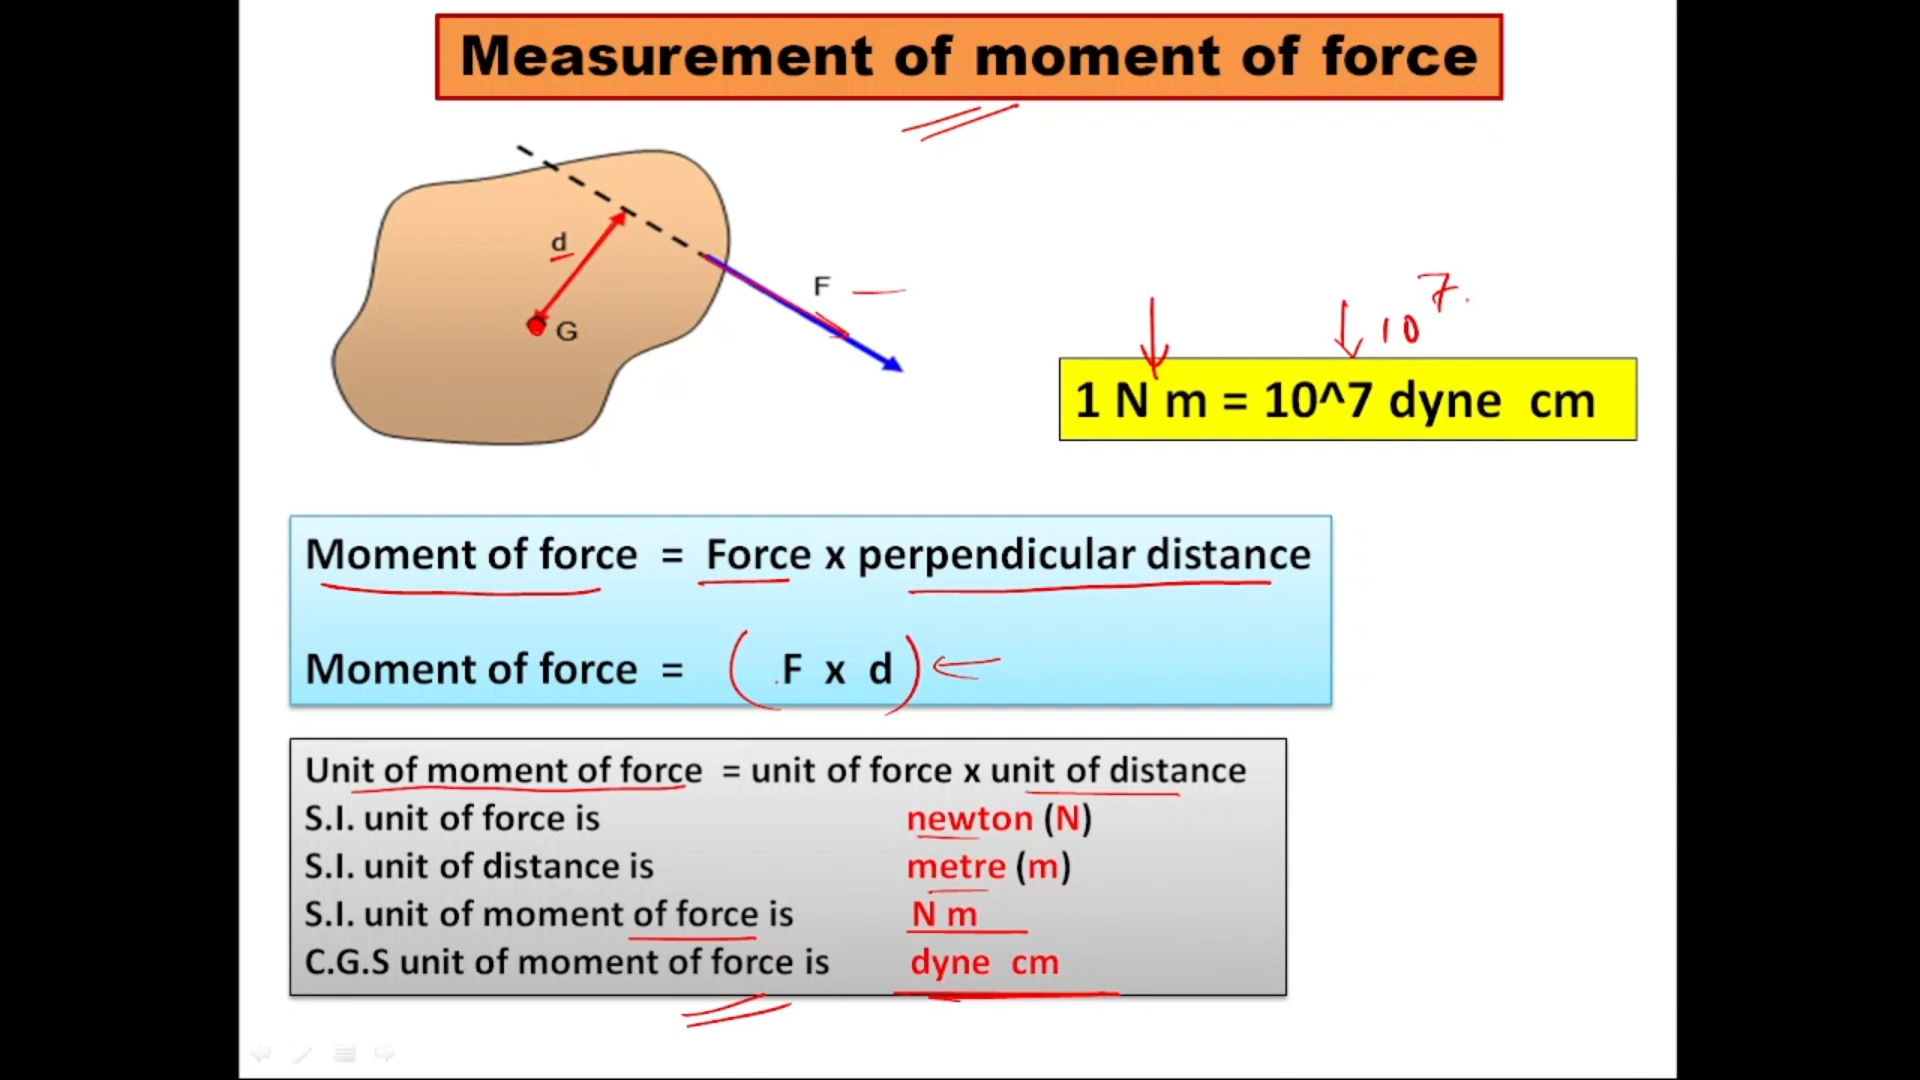 Measurement of moment of force
d
F
G
10^7.
1 N m = 10^7 dyne cm
Moment of force = Force x perpendicular distance
Moment of force = ( F x d )
Unit of moment of force = unit of force x unit of distance
S.I. unit of force is newton (N)
S.I. unit of distance is metre (m)
S.I. unit of moment of force is N m
C.G.S unit of moment of force is dyne cm